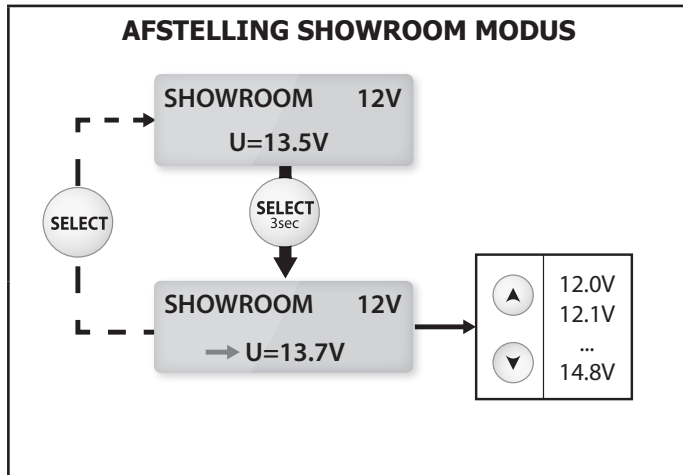 AFSTELLING SHOWROOM MODUS
SHOWROOM 12V
U=13.5V
SELECT
SELECT
3sec
SHOWROOM 12V
U=13.7V
12.0V
12.1V
...
14.8V